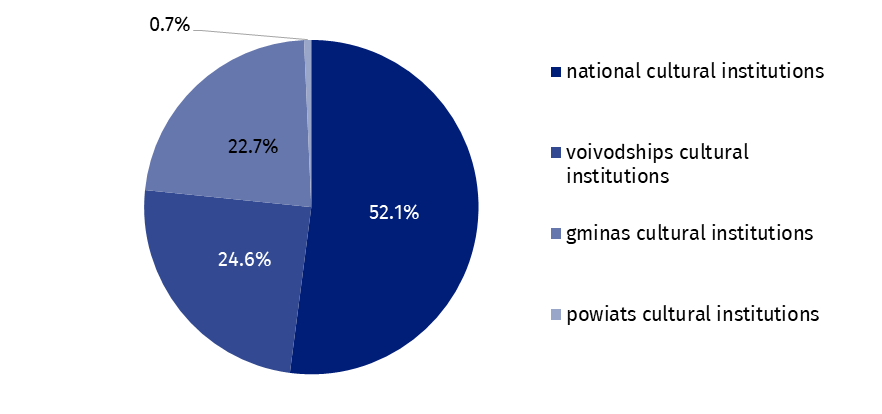 0.7%
national cultural institutions
22.7%
voivodships cultural
institutions
52.1%
gminas cultural institutions
24.6%
powiats cultural institutions